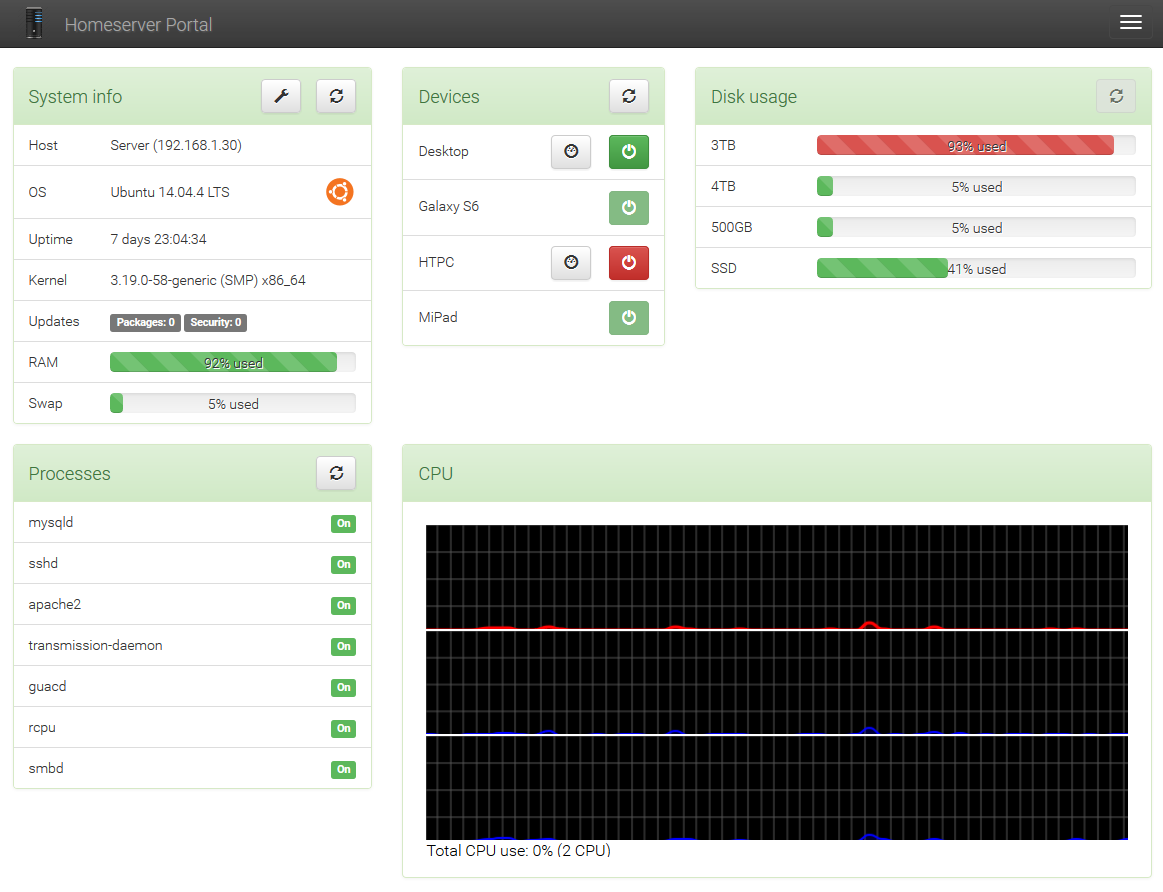 Homeserver Portal
System info
Host Server (192.168.1.30)
OS Ubuntu 14.04.4 LTS
Uptime 7 days 23:04:34
Kernel 3.19.0-58-generic (SMP) x86_64
Updates Packages: 0 Security: 0
RAM 92% used
Swap 5% used
Devices
Desktop
Galaxy S6
HTPC
MiPad
Disk usage
3TB 93% used
4TB 5% used
500GB 5% used
SSD 41% used
Processes
mysqld On
sshd On
apache2 On
transmission-daemon On
guacd On
rcpu On
smbd On
CPU
Total CPU use: 0% (2 CPU)